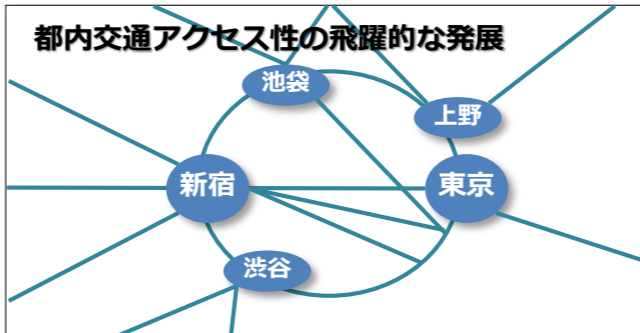 都内交通アクセス性の飛躍的な発展
池袋
上野
新宿
東京
渋谷